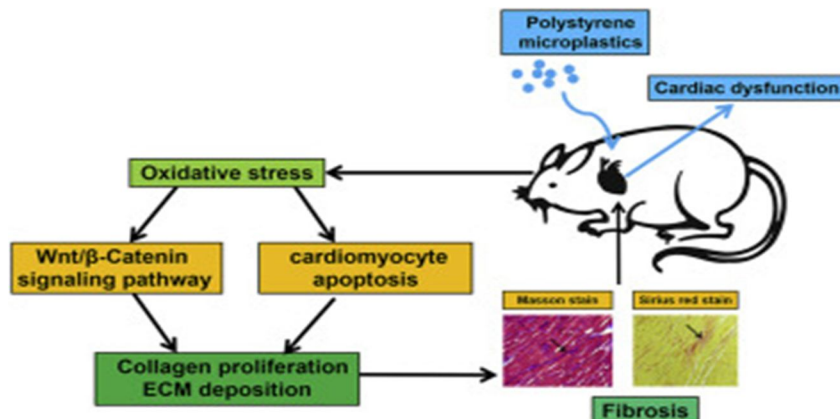 Polystyrene
microplastics
Cardiac dysfunction
Oxidative stress
Wnt/β-Catenin
signaling pathway
cardiomyocyte
apoptosis
Masson stain
Sirius red stain
Collagen proliferation
ECM deposition
Fibrosis